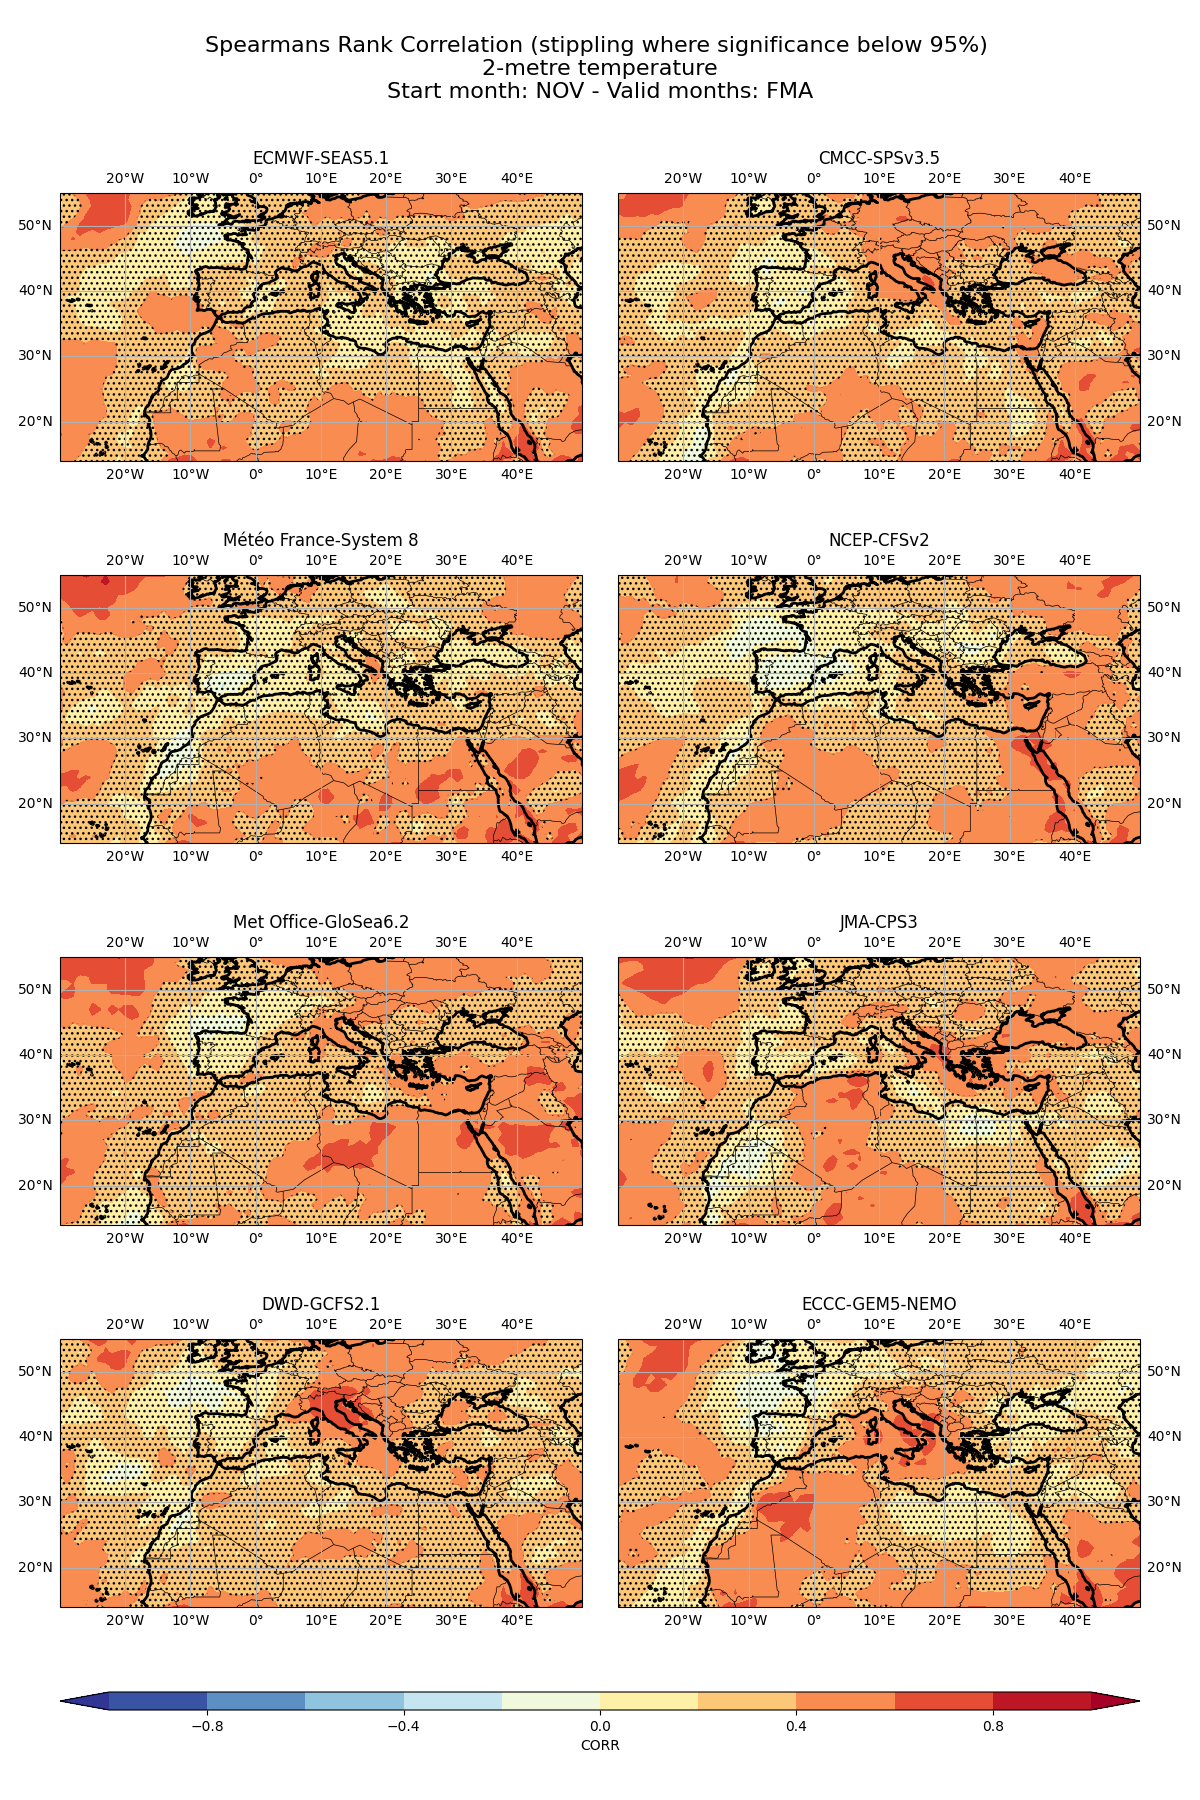 Spearmans Rank Correlation (stippling where significance below 95%)
2-metre temperature
Start month: NOV - Valid months: FMA
ECMWF-SEAS5.1
CMCC-SPSv3.5
20°W 10°W 0° 10°E 20°E 30°E 40°E
20°W 10°W 0° 10°E 20°E 30°E 40°E
50°N
50°N
40°N
40°N
30°N
30°N
20°N
20°N
20°W 10°W 0° 10°E 20°E 30°E 40°E
20°W 10°W 0° 10°E 20°E 30°E 40°E
Météo France-System 8
NCEP-CFSv2
20°W 10°W 0° 10°E 20°E 30°E 40°E
20°W 10°W 0° 10°E 20°E 30°E 40°E
50°N
50°N
40°N
40°N
30°N
30°N
20°N
20°N
20°W 10°W 0° 10°E 20°E 30°E 40°E
20°W 10°W 0° 10°E 20°E 30°E 40°E
Met Office-GloSea6.2
JMA-CPS3
20°W 10°W 0° 10°E 20°E 30°E 40°E
20°W 10°W 0° 10°E 20°E 30°E 40°E
50°N
50°N
40°N
40°N
30°N
30°N
20°N
20°N
20°W 10°W 0° 10°E 20°E 30°E 40°E
20°W 10°W 0° 10°E 20°E 30°E 40°E
DWD-GCFS2.1
ECCC-GEM5-NEMO
20°W 10°W 0° 10°E 20°E 30°E 40°E
20°W 10°W 0° 10°E 20°E 30°E 40°E
50°N
50°N
40°N
40°N
30°N
30°N
20°N
20°N
20°W 10°W 0° 10°E 20°E 30°E 40°E
20°W 10°W 0° 10°E 20°E 30°E 40°E
−0.8 −0.4 0.0 0.4 0.8
CORR